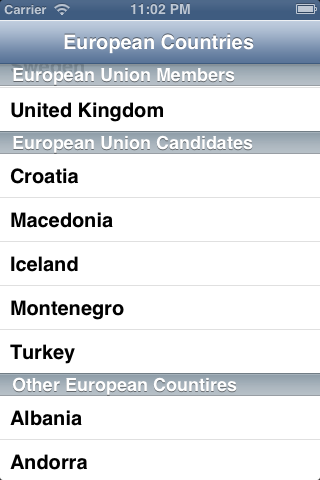 Carrier 11:02 PM
European Countries
Sweden
European Union Members
United Kingdom
European Union Candidates
Croatia
Macedonia
Iceland
Montenegro
Turkey
Other European Countires
Albania
Andorra